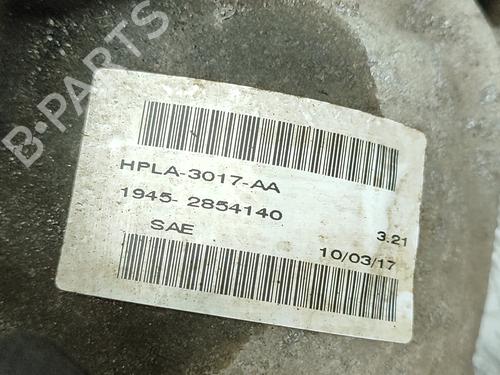 B-PARTS
HPLA-3017-AA
1945- 2854140
3.21
SAE
10/03/17